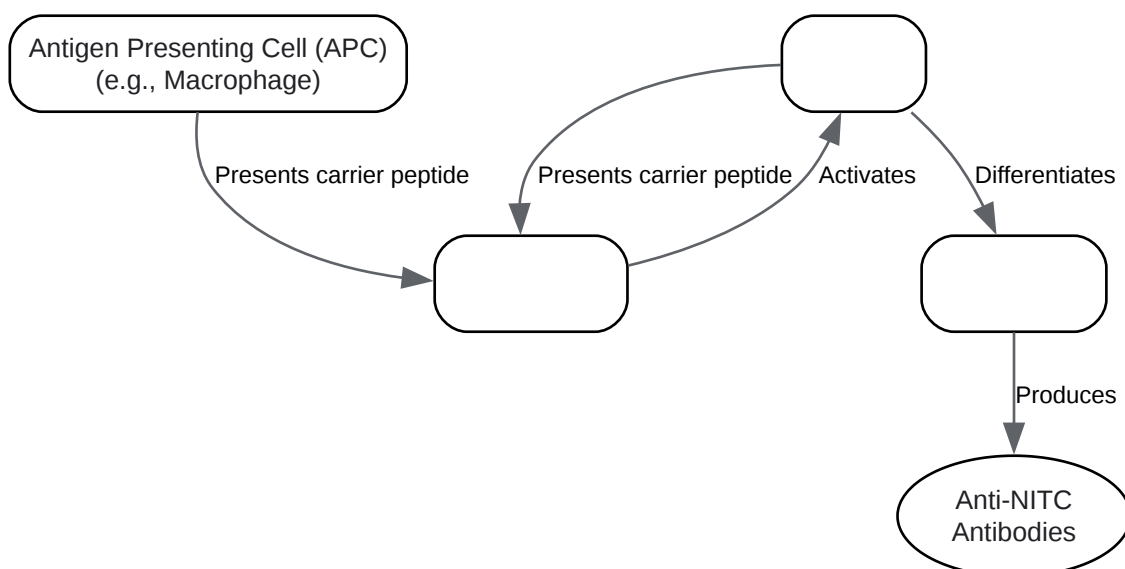 Antigen Presenting Cell (APC)
(e.g., Macrophage)
Presents carrier peptide
Presents carrier peptide
Activates
Differentiates
Produces
Anti-NITC
Antibodies